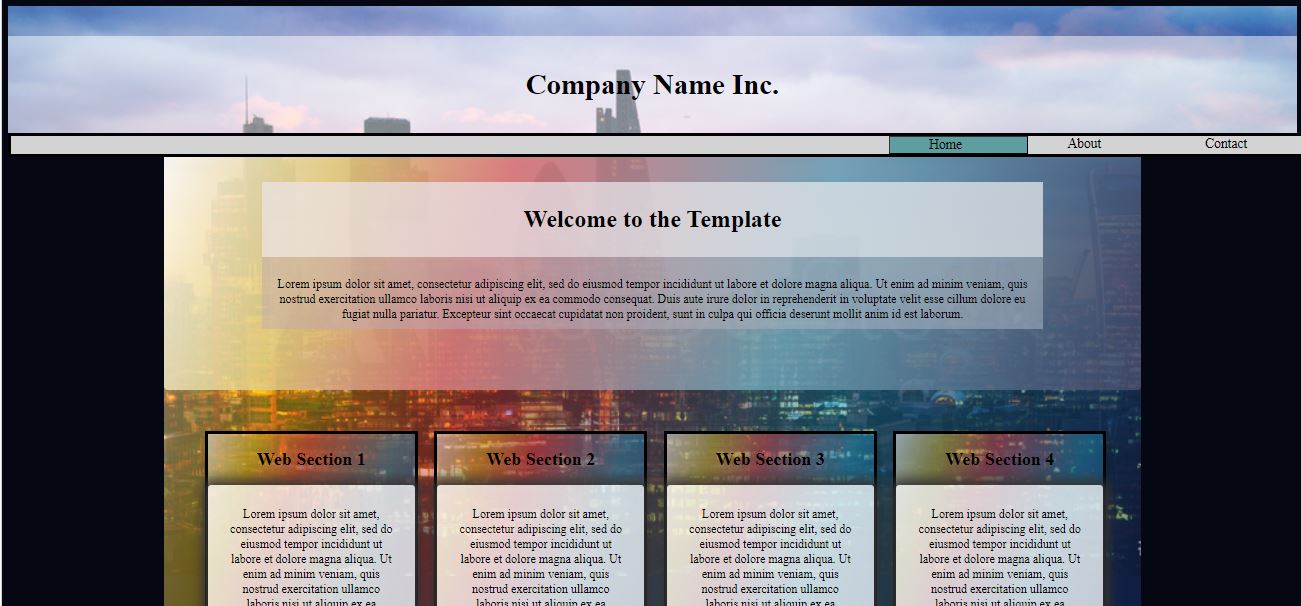 Company Name Inc.
Home About Contact
Welcome to the Template
Lorem ipsum dolor sit amet, consectetur adipiscing elit, sed do eiusmod tempor incididunt ut labore et dolore magna aliqua. Ut enim ad minim veniam, quis
nostrud exercitation ullamco laboris nisi ut aliquip ex ea commodo consequat. Duis aute irure dolor in reprehenderit in voluptate velit esse cillum dolore eu
fugiat nulla pariatur. Excepteur sint occaecat cupidatat non proident, sunt in culpa qui officia deserunt mollit anim id est laborum.
Web Section 1
Lorem ipsum dolor sit amet,
consectetur adipiscing elit, sed do
eiusmod tempor incididunt ut
labore et dolore magna aliqua. Ut
enim ad minim veniam, quis
nostrud exercitation ullamco
laboris nisi ut aliquip ex ea
Web Section 2
Lorem ipsum dolor sit amet,
consectetur adipiscing elit, sed do
eiusmod tempor incididunt ut
labore et dolore magna aliqua. Ut
enim ad minim veniam, quis
nostrud exercitation ullamco
laboris nisi ut aliquip ex ea
Web Section 3
Lorem ipsum dolor sit amet,
consectetur adipiscing elit, sed do
eiusmod tempor incididunt ut
labore et dolore magna aliqua. Ut
enim ad minim veniam, quis
nostrud exercitation ullamco
laboris nisi ut aliquip ex ea
Web Section 4
Lorem ipsum dolor sit amet,
consectetur adipiscing elit, sed do
eiusmod tempor incididunt ut
labore et dolore magna aliqua. Ut
enim ad minim veniam, quis
nostrud exercitation ullamco
laboris nisi ut aliquip ex ea